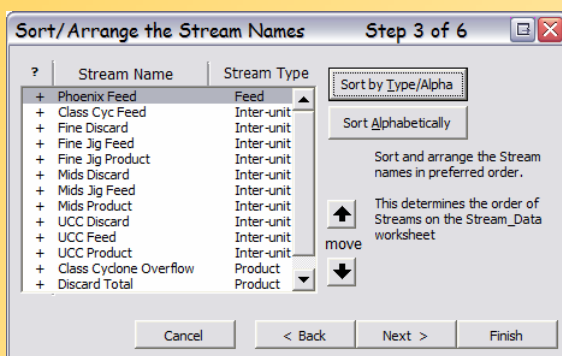 Sort/Arrange the Stream Names Step 3 of 6
? Stream Name Stream Type
+ Phoenix Feed Feed
+ Class Cyc Feed Inter-unit
+ Fine Discard Inter-unit
+ Fine Jig Feed Inter-unit
+ Fine Jig Product Inter-unit
+ Mids Discard Inter-unit
+ Mids Jig Feed Inter-unit
+ Mids Product Inter-unit
+ UCC Discard Inter-unit
+ UCC Feed Inter-unit
+ UCC Product Inter-unit
+ Class Cyclone Overflow Product
+ Discard Total Product
Sort by Type/Alpha
Sort Alphabetically
Sort and arrange the Stream
names in preferred order.
This determines the order of
Streams on the Stream_Data
worksheet
move
Cancel < Back Next > Finish